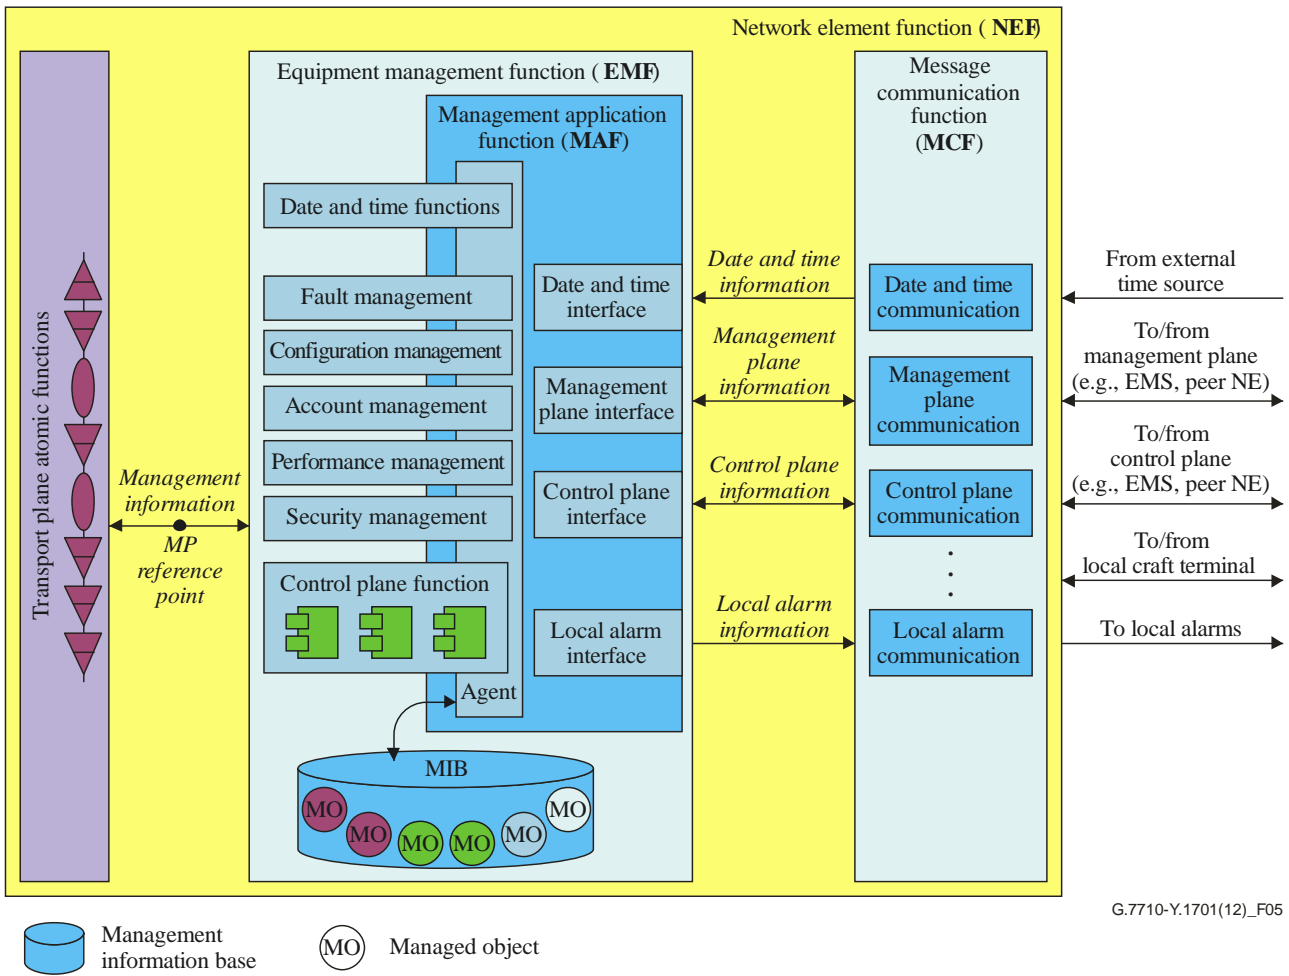 Network element function ( NEF)
Equipment management function ( EMF)
Message
communication
function
(MCF)
Management application
function (MAF)
Transport plane atomic functions
Date and time functions
Fault management
Configuration management
Account management
Performance management
Security management
Control plane function
Agent
Date and time
interface
Management
plane interface
Control plane
interface
Local alarm
interface
Management
information
MP
reference
point
Date and time
information
Management
plane
information
Control plane
information
Local alarm
information
Date and time
communication
Management
plane
communication
Control plane
communication
Local alarm
communication
From external
time source
To/from
management plane
(e.g., EMS, peer NE)
To/from
control plane
(e.g., EMS, peer NE)
To/from
local craft terminal
To local alarms
MIB
MO
MO
MO
MO
MO
MO
G.7710-Y.1701(12)_F05
Management
information base
MO
Managed object